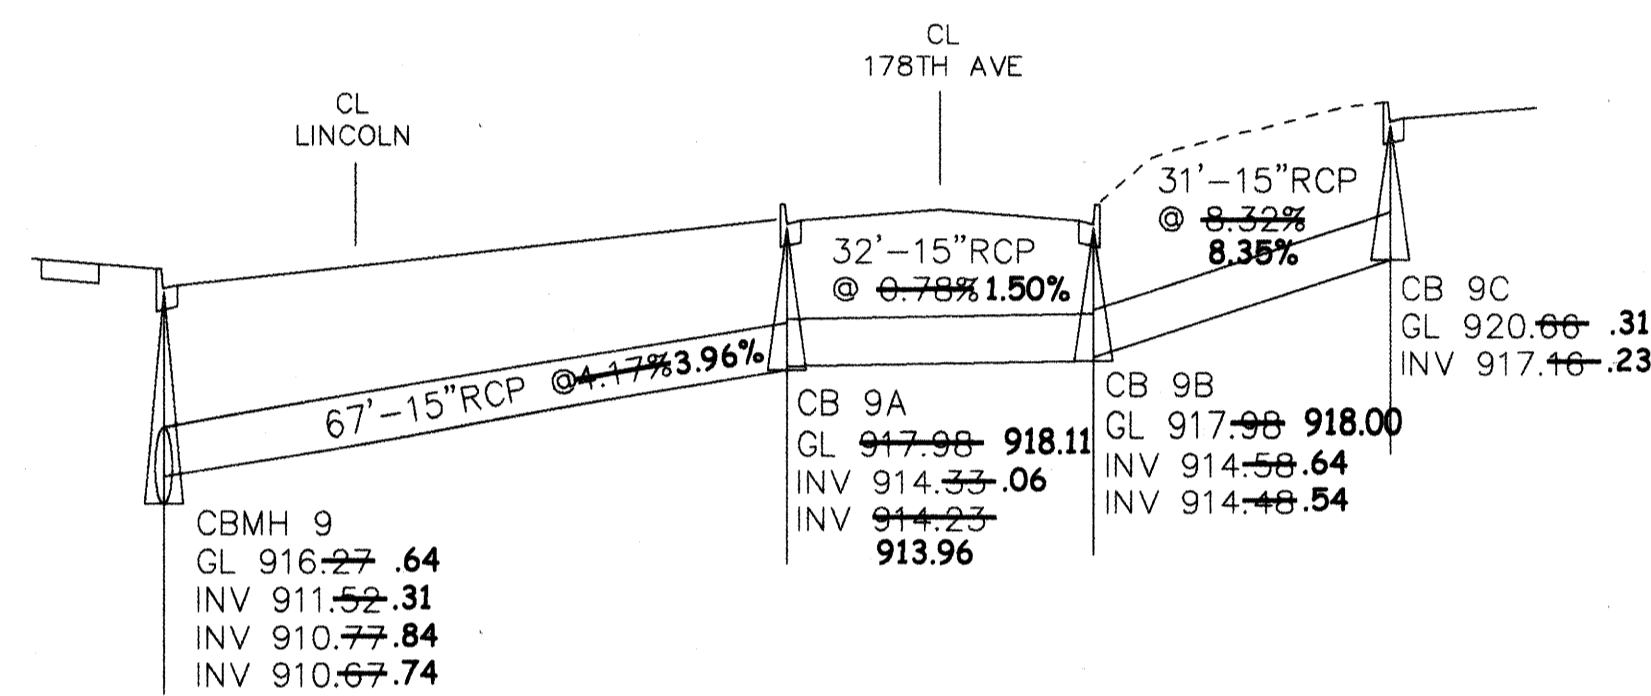 CL
LINCOLN
CL
178TH AVE
67'-15"RCP @4.17%3.96%
32'-15"RCP
@ 0.78% 1.50%
31'-15"RCP
@ 8.32%
8.35%
CBMH 9
GL 916.27 .64
INV 911.52 .31
INV 910.77 .84
INV 910.67 .74
CB 9A
GL 917.98 918.11
INV 914.33 .06
INV 914.23
913.96
CB 9B
GL 917.98 918.00
INV 914.58 .64
INV 914.48 .54
CB 9C
GL 920.66 .31
INV 917.16 .23